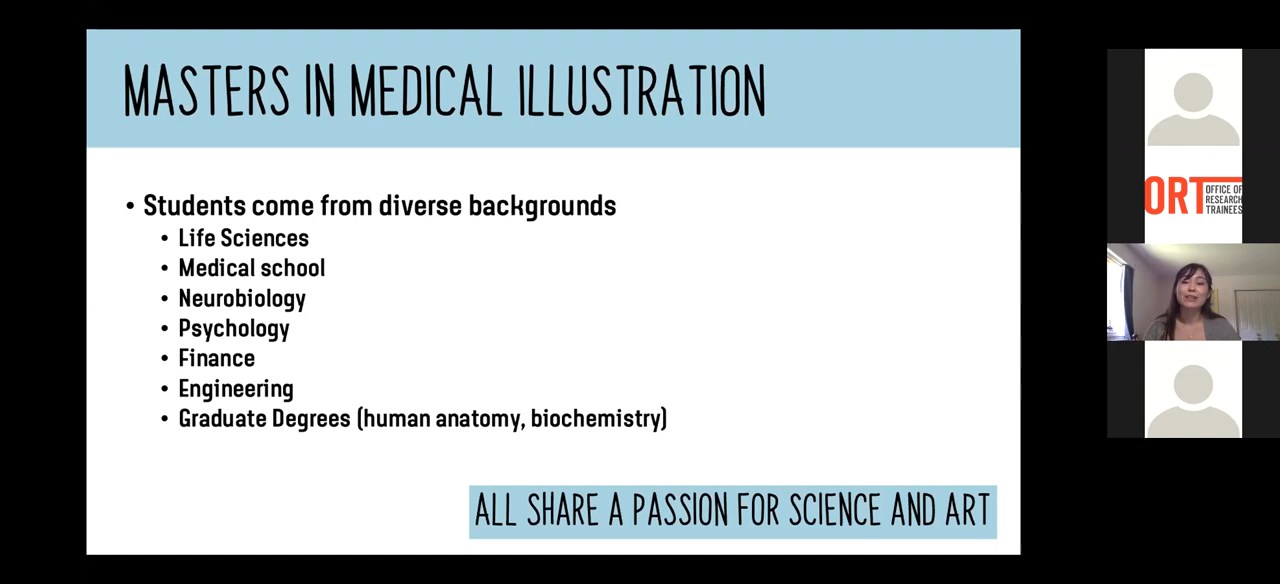 MASTERS IN MEDICAL ILLUSTRATION
• Students come from diverse backgrounds
• Life Sciences
• Medical school
• Neurobiology
• Psychology
• Finance
• Engineering
• Graduate Degrees (human anatomy, biochemistry)
ALL SHARE A PASSION FOR SCIENCE AND ART
ORT
OFFICE OF
RESEARCH
TRAINEES